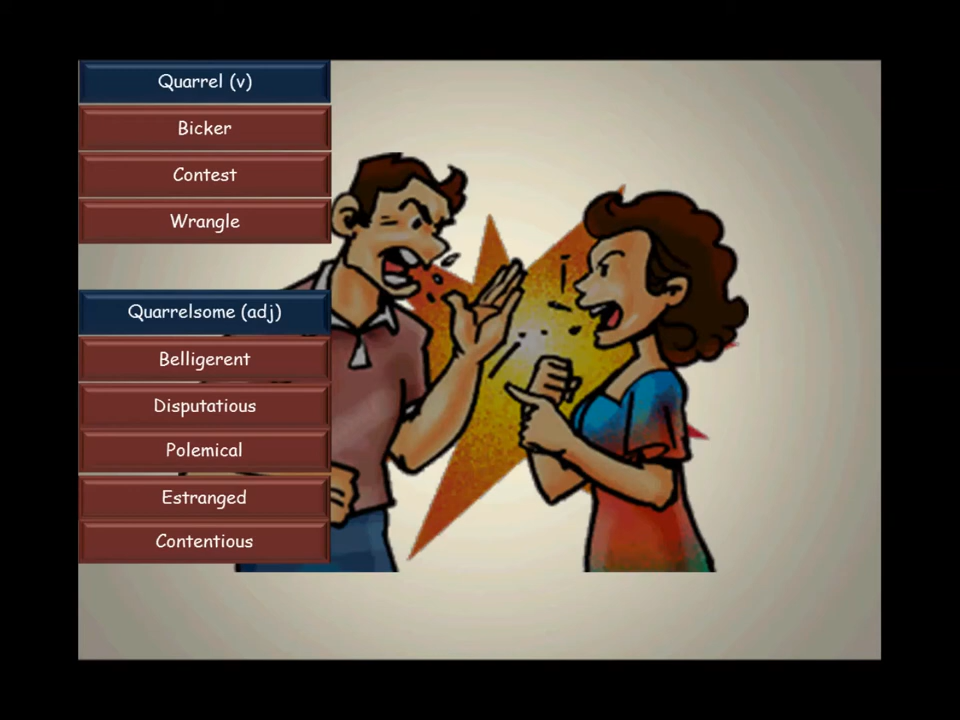 Quarrel (v)
Bicker
Contest
Wrangle
Quarrelsome (adj)
Belligerent
Disputatious
Polemical
Estranged
Contentious